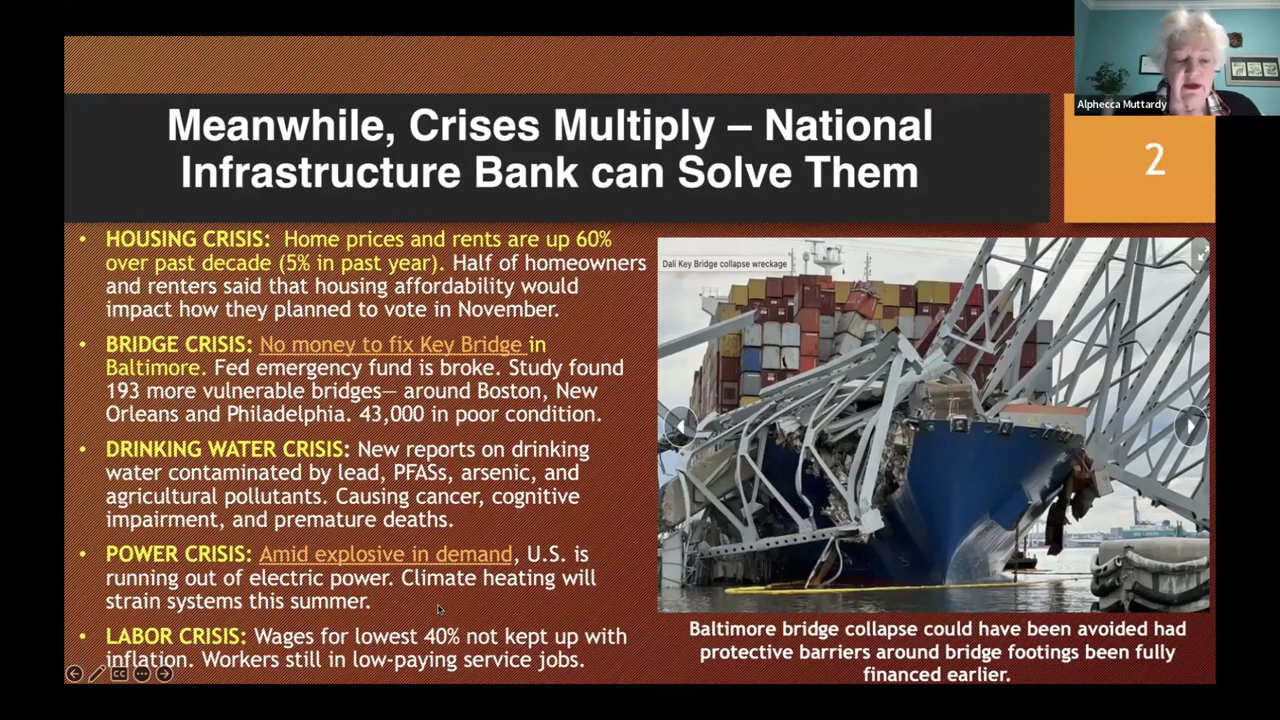 Alphecca Muttardy
Meanwhile, Crises Multiply – National
Infrastructure Bank can Solve Them
2
• HOUSING CRISIS: Home prices and rents are up 60%
over past decade (5% in past year). Half of homeowners
and renters said that housing affordability would
impact how they planned to vote in November.
• BRIDGE CRISIS: No money to fix Key Bridge in
Baltimore. Fed emergency fund is broke. Study found
193 more vulnerable bridges— around Boston, New
Orleans and Philadelphia. 43,000 in poor condition.
• DRINKING WATER CRISIS: New reports on drinking
water contaminated by lead, PFASs, arsenic, and
agricultural pollutants. Causing cancer, cognitive
impairment, and premature deaths.
• POWER CRISIS: Amid explosive in demand, U.S. is
running out of electric power. Climate heating will
strain systems this summer.
• LABOR CRISIS: Wages for lowest 40% not kept up with
inflation. Workers still in low-paying service jobs.
CC
Dali Key Bridge collapse wreckage
Baltimore bridge collapse could have been avoided had
protective barriers around bridge footings been fully
financed earlier.